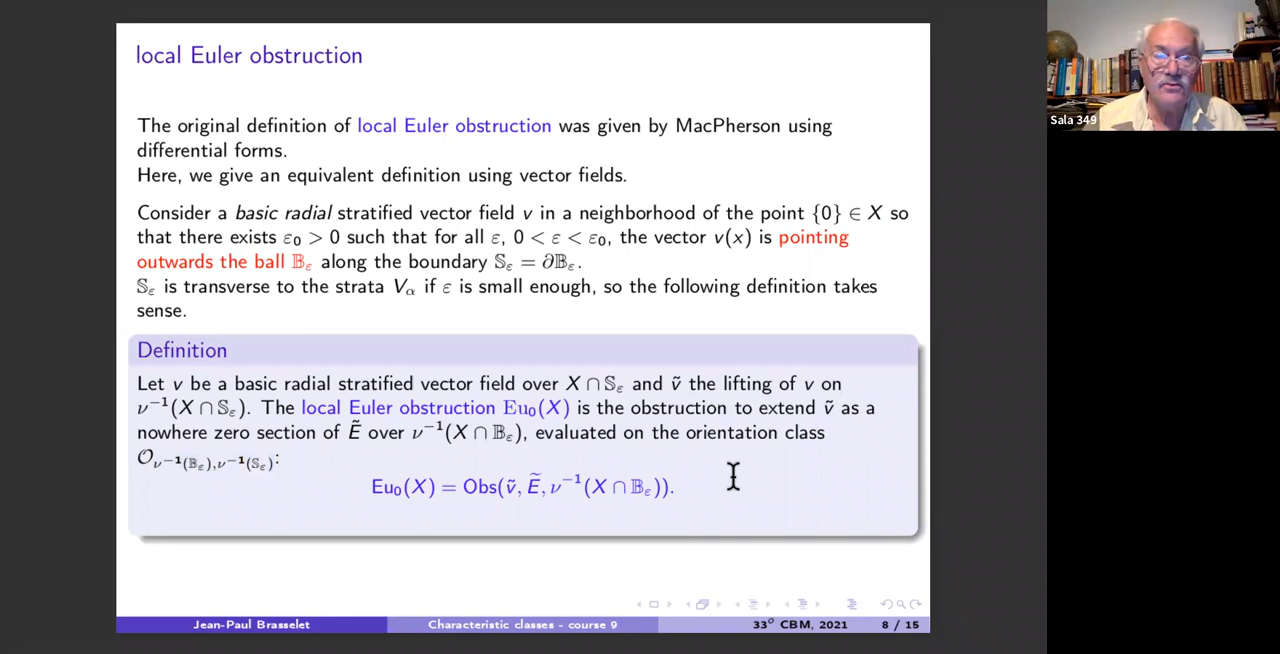 local Euler obstruction
The original definition of local Euler obstruction was given by MacPherson using
differential forms.
Here, we give an equivalent definition using vector fields.
Consider a basic radial stratified vector field v in a neighborhood of the point {0} ∈ X so
that there exists ε₀ > 0 such that for all ε, 0 < ε < ε₀, the vector v(x) is pointing
outwards the ball 𝔹_ε along the boundary 𝕊_ε = ∂𝔹_ε.
𝕊_ε is transverse to the strata V_α if ε is small enough, so the following definition takes
sense.
Definition
Let v be a basic radial stratified vector field over X ∩ 𝕊_ε and ṽ the lifting of v on
ν⁻¹(X ∩ 𝕊_ε). The local Euler obstruction Eu₀(X) is the obstruction to extend ṽ as a
nowhere zero section of Ẽ over ν⁻¹(X ∩ 𝔹_ε), evaluated on the orientation class
𝒪_{ν⁻¹(𝔹_ε),ν⁻¹(𝕊_ε)}:
Eu₀(X) = Obs(ṽ, Ẽ, ν⁻¹(X ∩ 𝔹_ε)).
Jean-Paul Brasselet
Characteristic classes - course 9
33° CBM, 2021
8 / 15
Sala 349